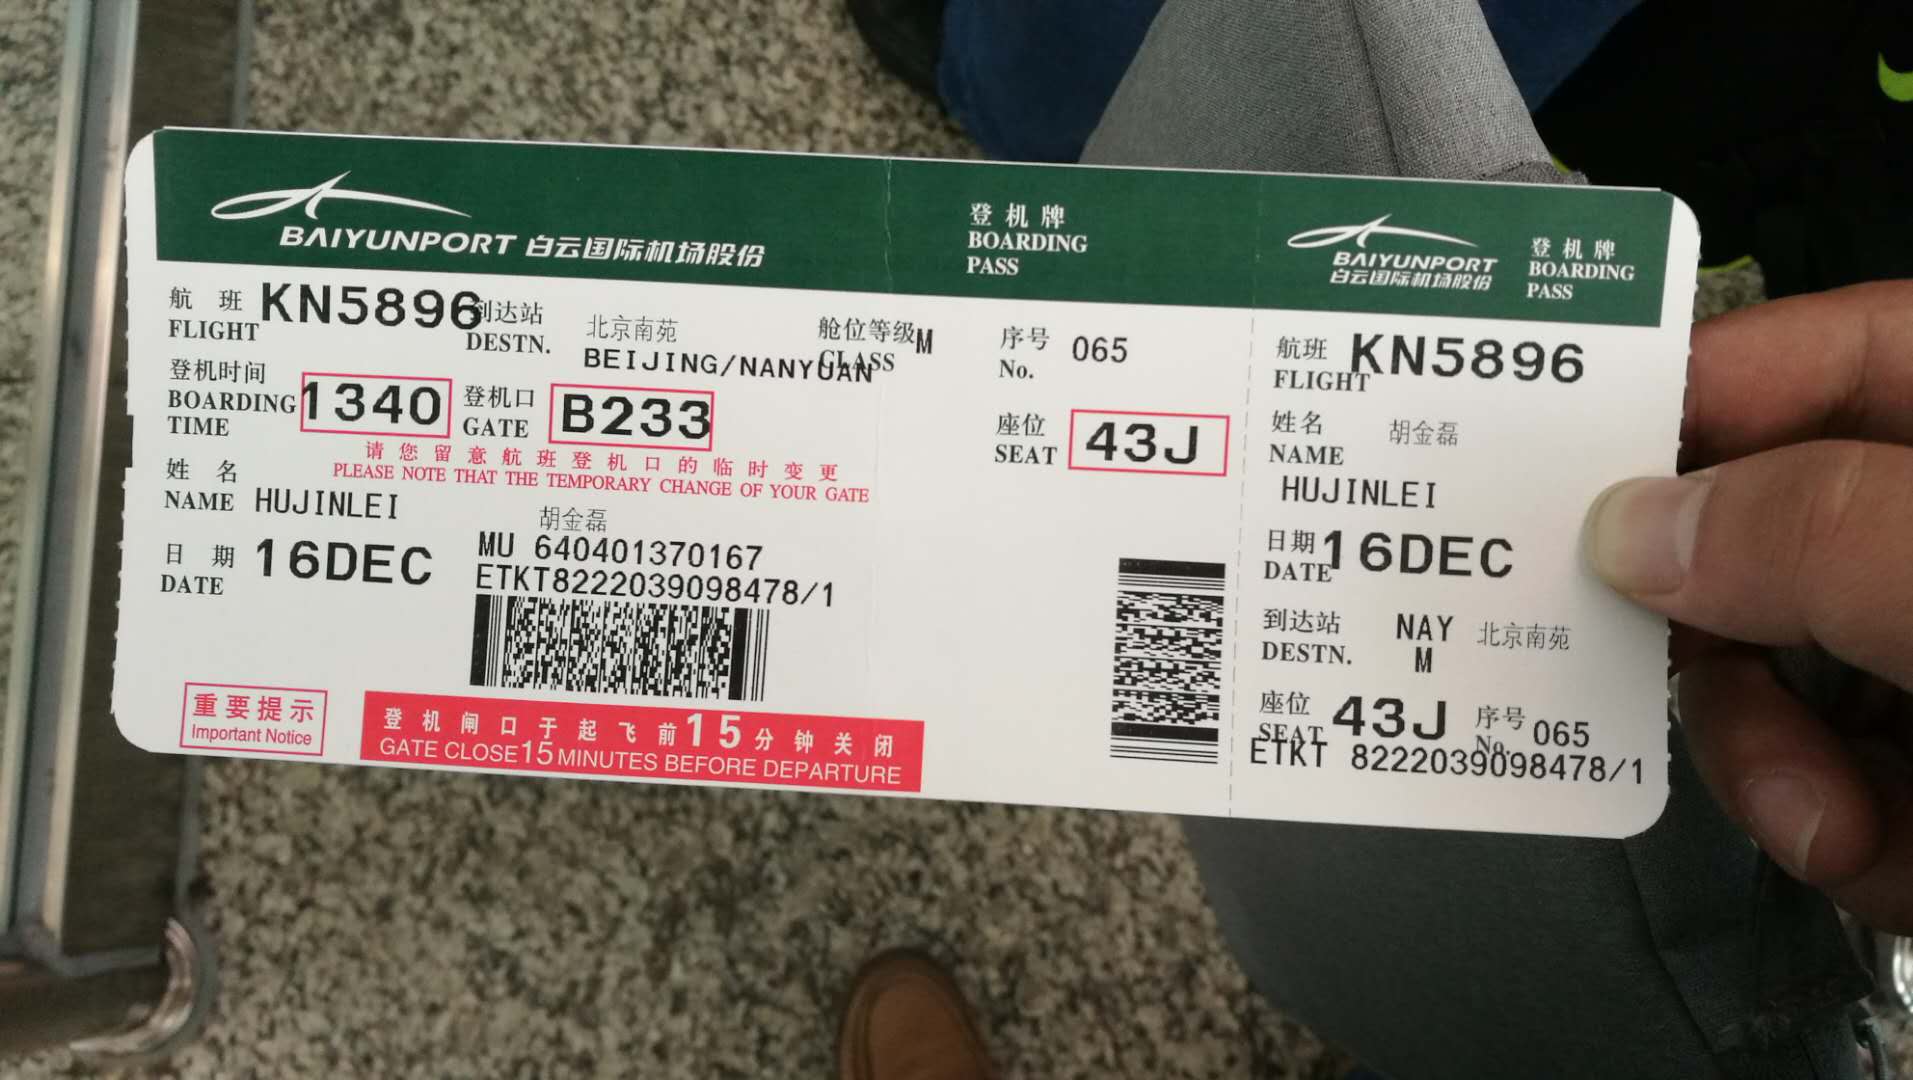 BAIYUNPORT 白云国际机场股份
登机牌
BOARDING
PASS
航 班 KN5896 到达站 北京南苑 舱位等级 M
FLIGHT DESTN. BEIJING/NANYUAN CLASS
登机时间
BOARDING 1340 登机口 B233
TIME GATE
请您留意航班登机口的临时变更
PLEASE NOTE THAT THE TEMPORARY CHANGE OF YOUR GATE
姓 名
NAME HUJINLEI 胡金磊
日 期 16DEC
DATE
MU 640401370167
ETKT8222039098478/1
重要提示
Important Notice
登机闸口于起飞前15分钟关闭
GATE CLOSE 15 MINUTES BEFORE DEPARTURE
序号 065
No.
座位 43J
SEAT
BAIYUNPORT
白云国际机场股份
登机牌
BOARDING
PASS
航班 KN5896
FLIGHT
姓名 胡金磊
NAME
HUJINLEI
日期 16DEC
DATE
到达站 NAY 北京南苑
DESTN. M
座位 43J 序号 065
SEAT No.
ETKT 8222039098478/1